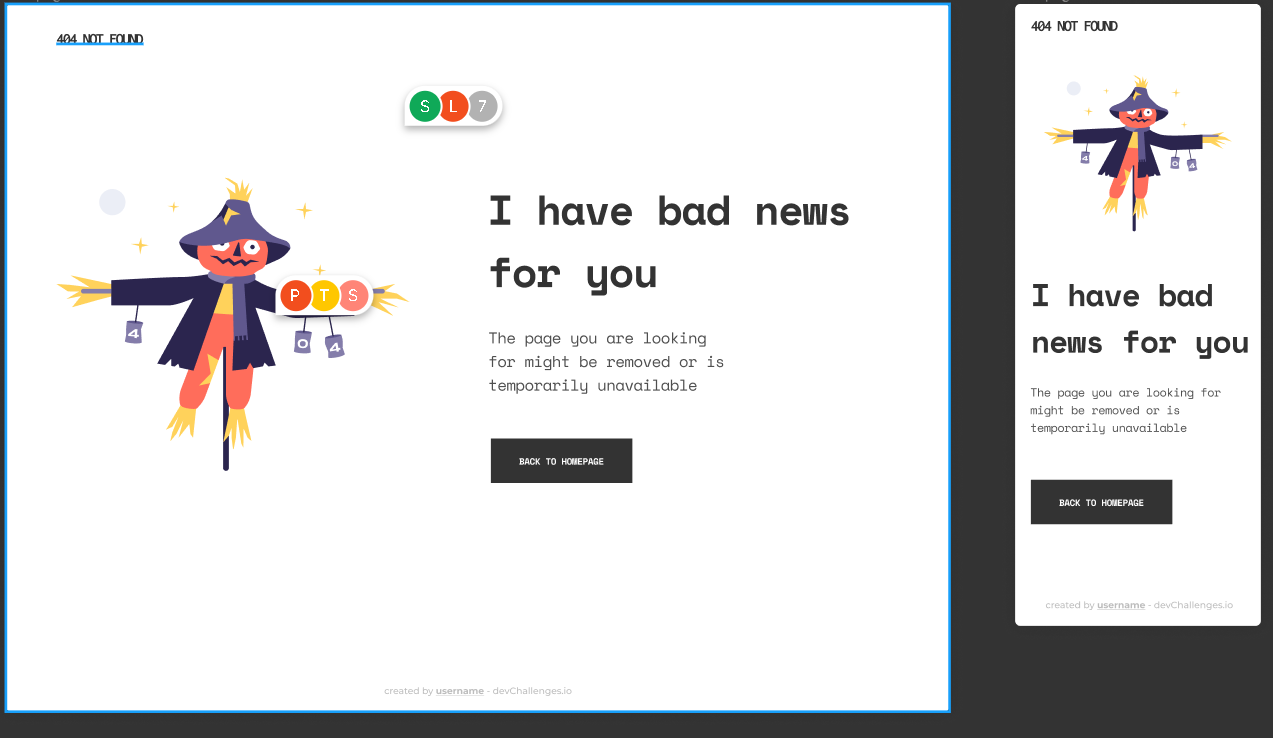 404 NOT FOUND
S L 7
I have bad news
for you
P T S
4
0
4
The page you are looking
for might be removed or is
temporarily unavailable
BACK TO HOMEPAGE
created by username - devChallenges.io
404 NOT FOUND
4
0
4
I have bad
news for you
The page you are looking for
might be removed or is
temporarily unavailable
BACK TO HOMEPAGE
created by username - devChallenges.io